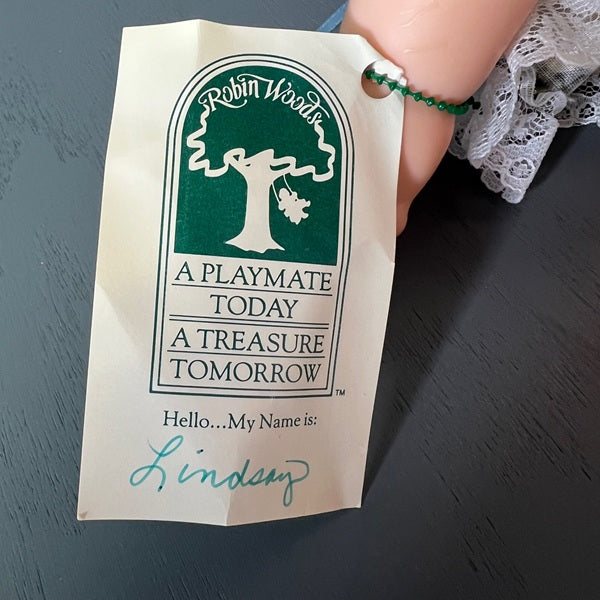 Robin Woods
A PLAYMATE
TODAY
A TREASURE
TOMORROW
TM
Hello...My Name is:
Lindsay